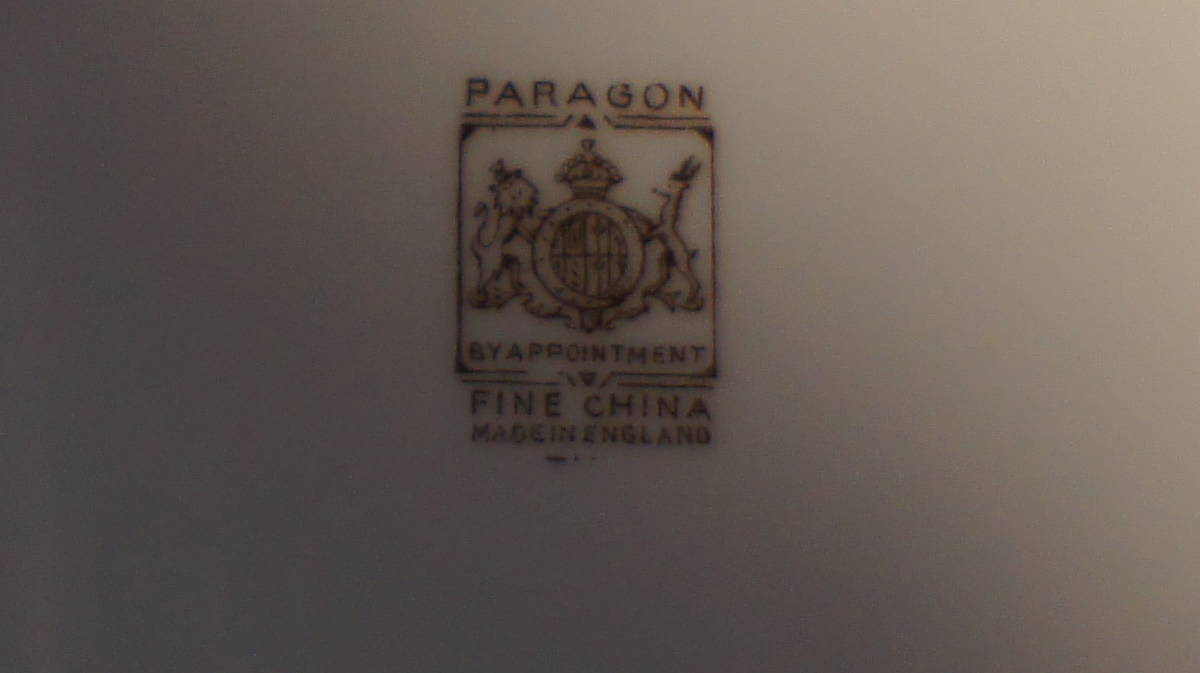 PARAGON
BY APPOINTMENT
FINE CHINA
MADE IN ENGLAND